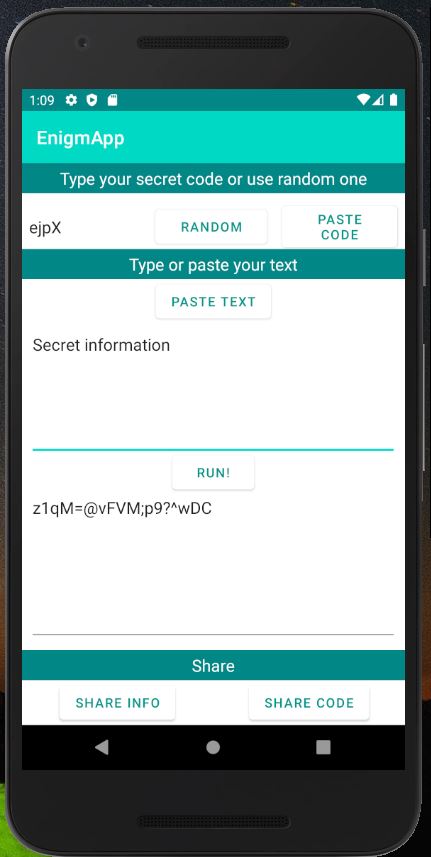 1:09
EnigmApp
Type your secret code or use random one
ejpX
RANDOM
PASTE
CODE
Type or paste your text
PASTE TEXT
Secret information
RUN!
z1qM=@vFVM;p9?^wDC
Share
SHARE INFO
SHARE CODE